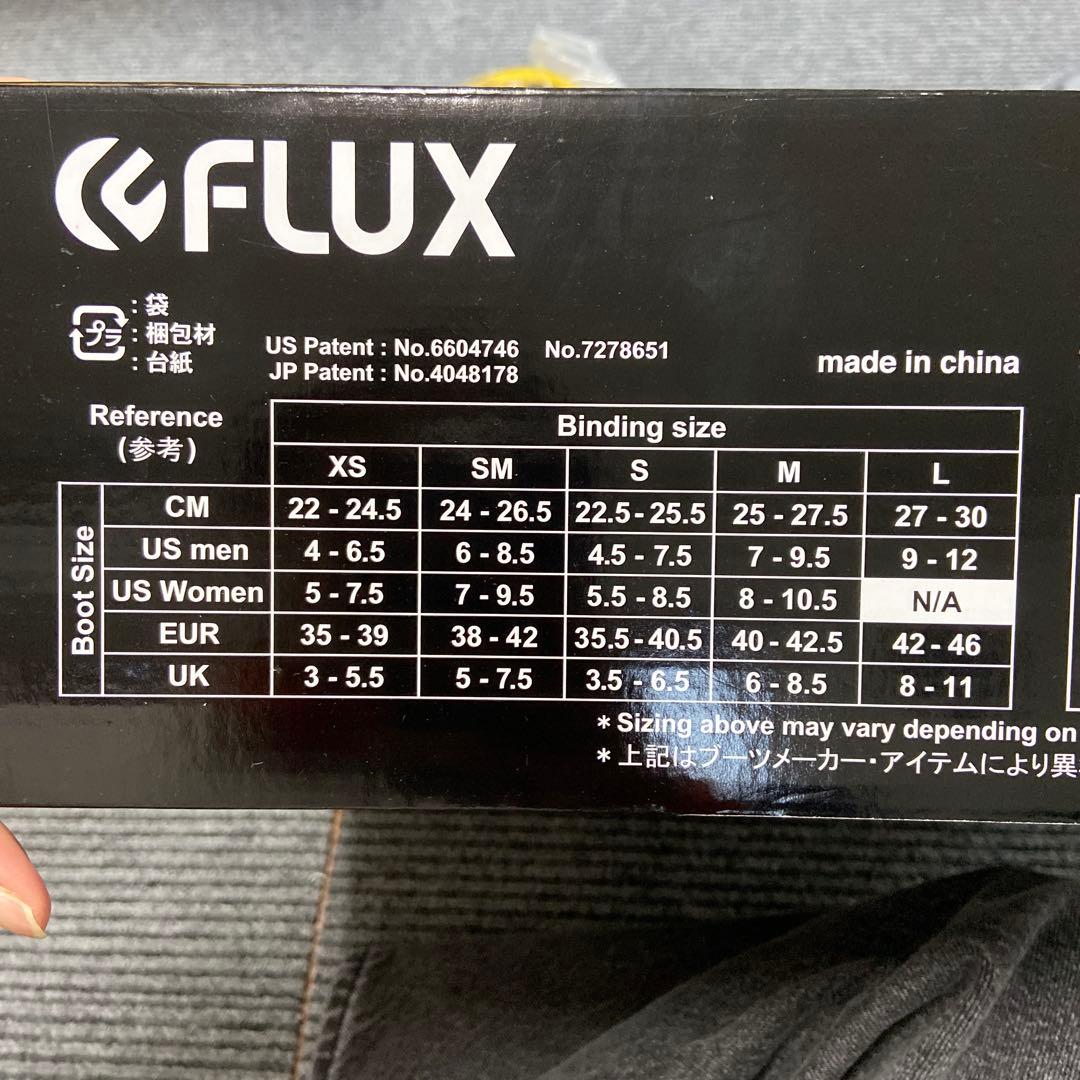 FLUX
プラ : 袋
: 梱包材
: 台紙
US Patent : No.6604746 No.7278651
JP Patent : No.4048178
made in china
Reference
(参考)
Binding size
XS SM S M L
Boot Size
CM 22 - 24.5 24 - 26.5 22.5 - 25.5 25 - 27.5 27 - 30
US men 4 - 6.5 6 - 8.5 4.5 - 7.5 7 - 9.5 9 - 12
US Women 5 - 7.5 7 - 9.5 5.5 - 8.5 8 - 10.5 N/A
EUR 35 - 39 38 - 42 35.5 - 40.5 40 - 42.5 42 - 46
UK 3 - 5.5 5 - 7.5 3.5 - 6.5 6 - 8.5 8 - 11
* Sizing above may vary depending on
* 上記はブーツメーカー・アイテムにより異